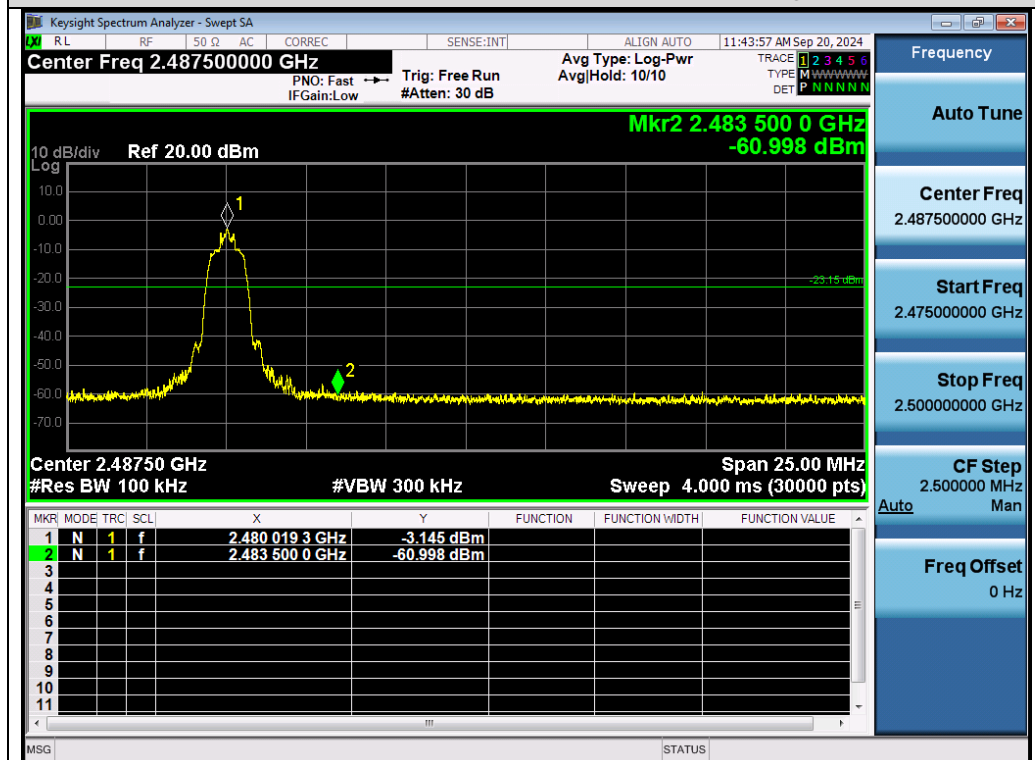 Keysight Spectrum Analyzer - Swept SA
LXI RL RF 50 Ω AC CORREC SENSE:INT ALIGN AUTO 11:43:57 AM Sep 20, 2024
Center Freq 2.487500000 GHz
PNO: Fast
IFGain:Low
Trig: Free Run
#Atten: 30 dB
Avg Type: Log-Pwr
Avg|Hold: 10/10
TRACE 1 2 3 4 5 6
TYPE M WWWWW
DET P N N N N N
Mkr2 2.483 500 0 GHz
-60.998 dBm
10 dB/div Ref 20.00 dBm
Log
10.0
0.00
-10.0
-20.0
-30.0
-40.0
-50.0
-60.0
-70.0
1
2
-23.15 dBm
Center 2.48750 GHz Span 25.00 MHz
#Res BW 100 kHz #VBW 300 kHz Sweep 4.000 ms (30000 pts)
MKR MODE TRC SCL X Y FUNCTION FUNCTION WIDTH FUNCTION VALUE
1 N 1 f 2.480 019 3 GHz -3.145 dBm
2 N 1 f 2.483 500 0 GHz -60.998 dBm
3
4
5
6
7
8
9
10
11
MSG STATUS
Frequency
Auto Tune
Center Freq
2.487500000 GHz
Start Freq
2.475000000 GHz
Stop Freq
2.500000000 GHz
CF Step
2.500000 MHz
Auto Man
Freq Offset
0 Hz